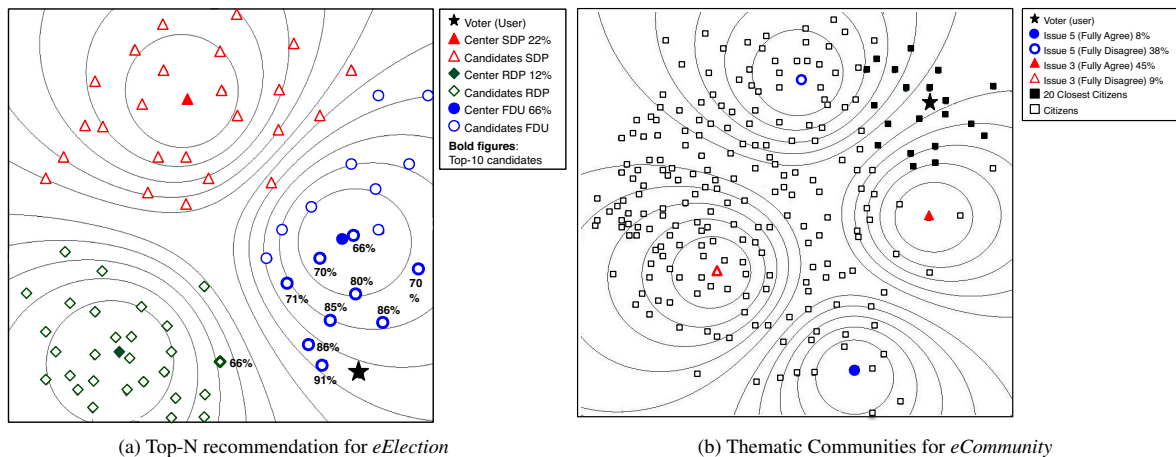 Voter (User)
Center SDP 22%
Candidates SDP
Center RDP 12%
Candidates RDP
Center FDU 66%
Candidates FDU
Bold figures:
Top-10 candidates
66%
70%
71%
80%
70
%
85%
86%
86%
91%
66%
(a) Top-N recommendation for eElection
Voter (user)
Issue 5 (Fully Agree) 8%
Issue 5 (Fully Disagree) 38%
Issue 3 (Fully Agree) 45%
Issue 3 (Fully Disagree) 9%
20 Closest Citizens
Citizens
(b) Thematic Communities for eCommunity